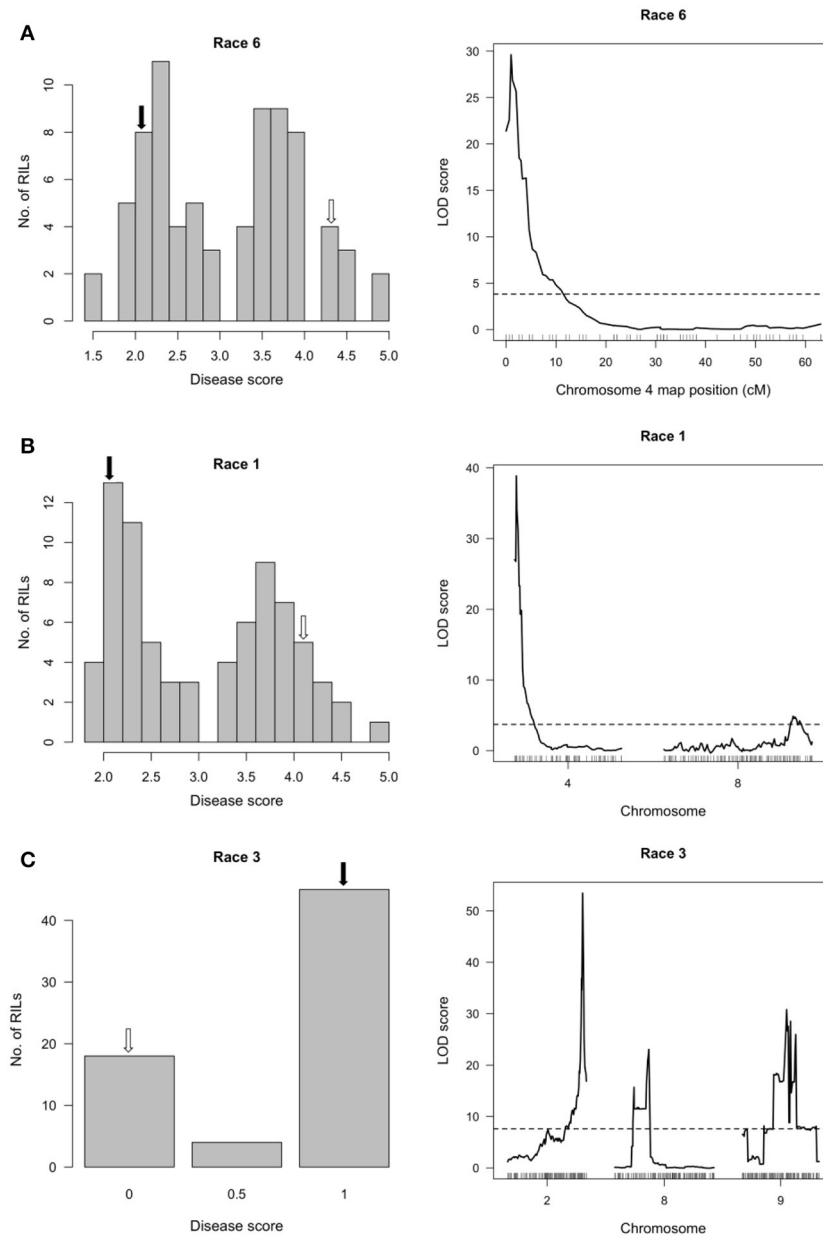 A
Race 6
No. of RILs
0 2 4 6 8 10
1.5 2.0 2.5 3.0 3.5 4.0 4.5 5.0
Disease score
Race 6
LOD score
0 5 10 15 20 25 30
0 10 20 30 40 50 60
Chromosome 4 map position (cM)
B
Race 1
No. of RILs
0 2 4 6 8 10 12
2.0 2.5 3.0 3.5 4.0 4.5 5.0
Disease score
Race 1
LOD score
0 10 20 30 40
4 8
Chromosome
C
Race 3
No. of RILs
0 10 20 30 40
0 0.5 1
Disease score
Race 3
LOD score
0 10 20 30 40 50
2 8 9
Chromosome